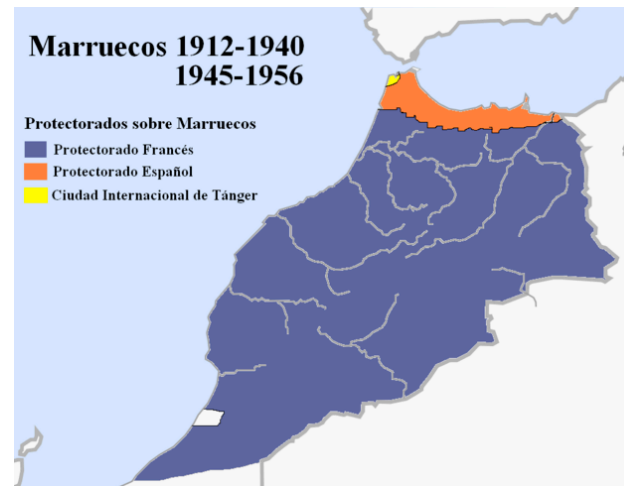 Marruecos 1912-1940
1945-1956
Protectorados sobre Marruecos
Protectorado Francés
Protectorado Español
Ciudad Internacional de Tánger